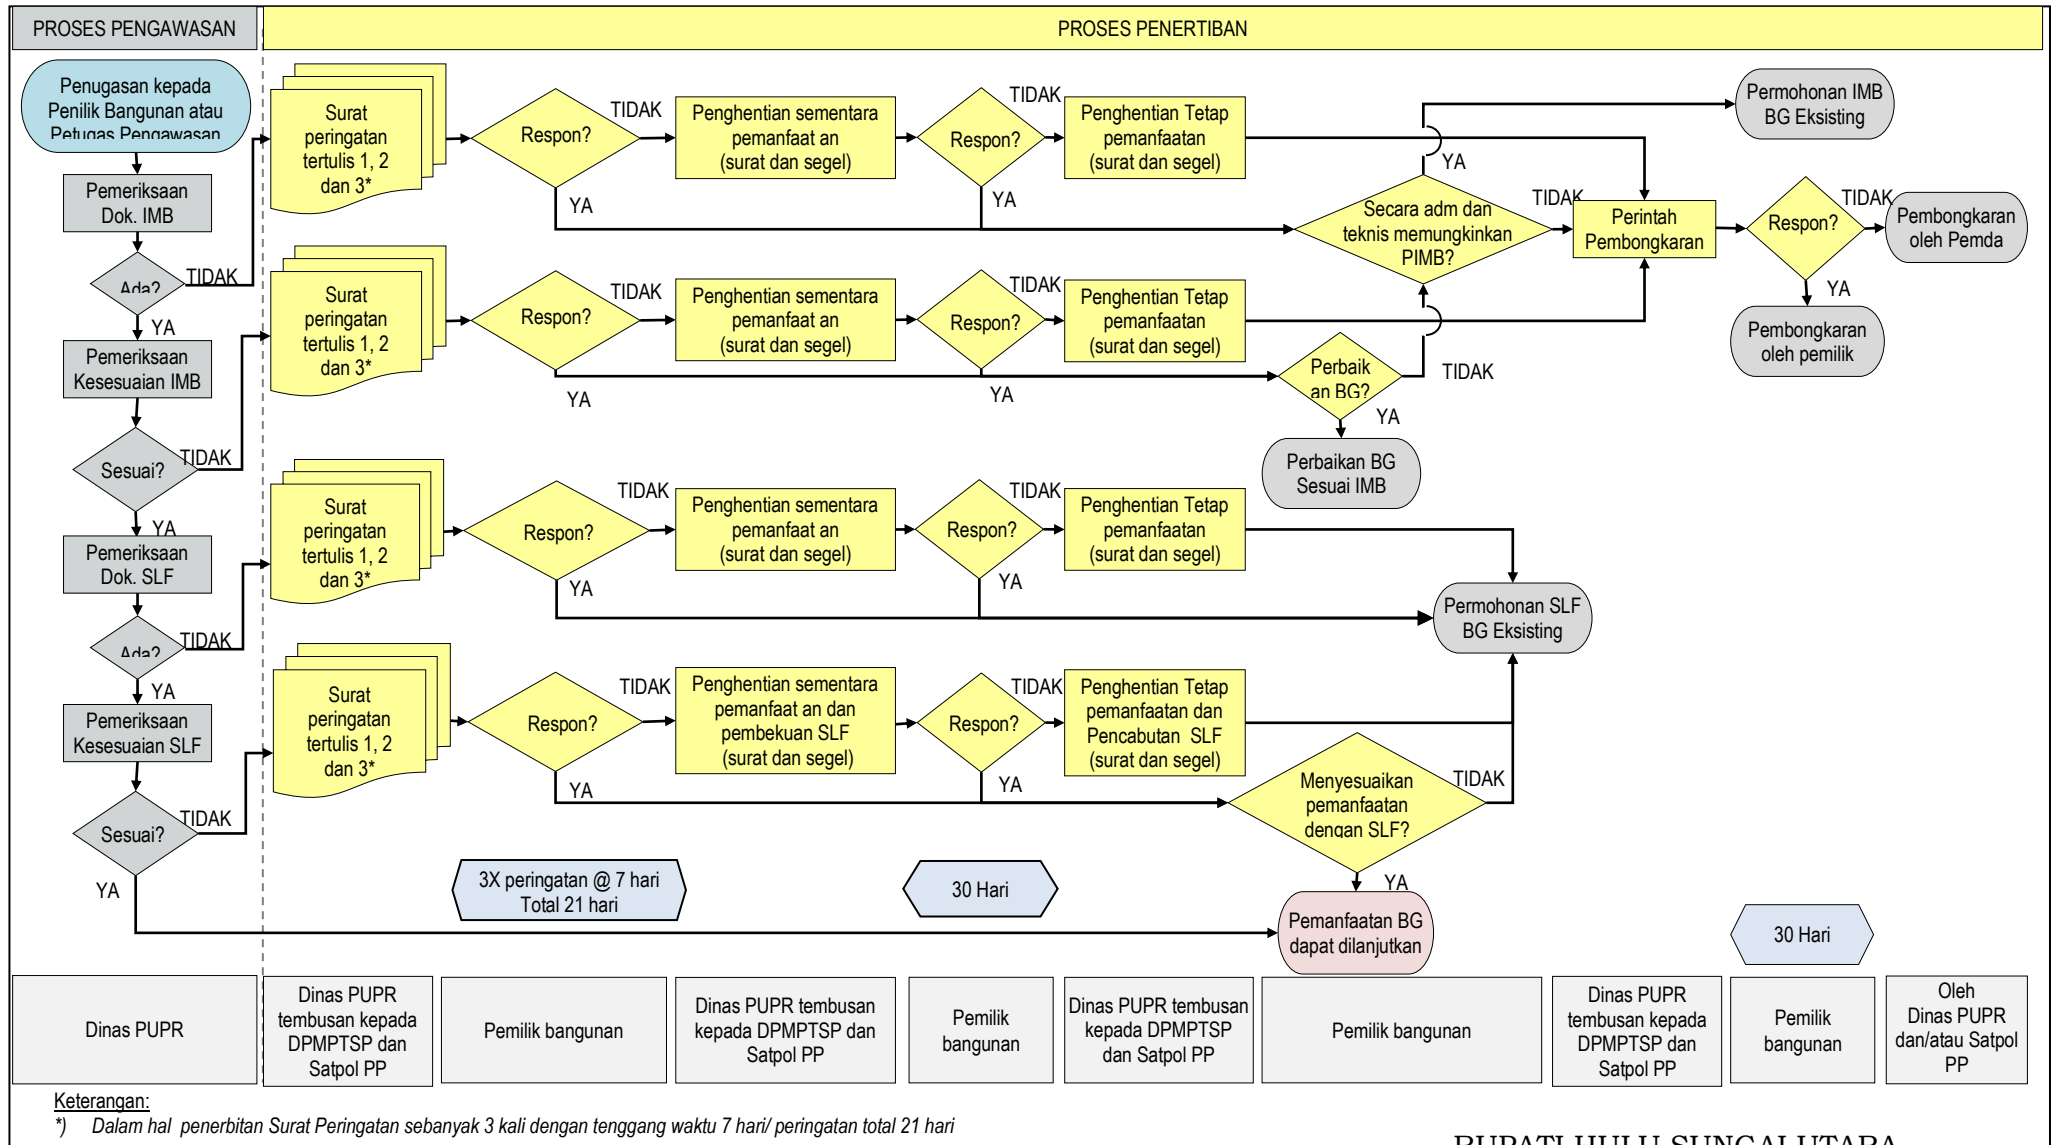 PROSES PENGAWASAN
PROSES PENERTIBAN
Penugasan kepada
Penilik Bangunan atau
Petugas Pengawasan
Pemeriksaan
Dok. IMB
Ada?
TIDAK
YA
Pemeriksaan
Kesesuaian IMB
Sesuai?
TIDAK
YA
Pemeriksaan
Dok. SLF
Ada?
TIDAK
YA
Pemeriksaan
Kesesuaian SLF
Sesuai?
TIDAK
YA
Surat
peringatan
tertulis 1, 2
dan 3*
Respon?
TIDAK
YA
Penghentian sementara
pemanfaat an
(surat dan segel)
Respon?
TIDAK
YA
Penghentian Tetap
pemanfaatan
(surat dan segel)
Secara adm dan
teknis memungkinkan
PIMB?
YA
TIDAK
Permohonan IMB
BG Eksisting
Perintah
Pembongkaran
Respon?
TIDAK
YA
Pembongkaran
oleh Pemda
Pembongkaran
oleh pemilik
Surat
peringatan
tertulis 1, 2
dan 3*
Respon?
TIDAK
YA
Penghentian sementara
pemanfaat an
(surat dan segel)
Respon?
TIDAK
YA
Penghentian Tetap
pemanfaatan
(surat dan segel)
Perbaik
an BG?
TIDAK
YA
Perbaikan BG
Sesuai IMB
Surat
peringatan
tertulis 1, 2
dan 3*
Respon?
TIDAK
YA
Penghentian sementara
pemanfaat an
(surat dan segel)
Respon?
TIDAK
YA
Penghentian Tetap
pemanfaatan
(surat dan segel)
Permohonan SLF
BG Eksisting
Surat
peringatan
tertulis 1, 2
dan 3*
Respon?
TIDAK
YA
Penghentian sementara
pemanfaat an dan
pembekuan SLF
(surat dan segel)
Respon?
TIDAK
YA
Penghentian Tetap
pemanfaatan dan
Pencabutan SLF
(surat dan segel)
Menyesuaikan
pemanfaatan
dengan SLF?
TIDAK
YA
3X peringatan @ 7 hari
Total 21 hari
30 Hari
Pemanfaatan BG
dapat dilanjutkan
30 Hari
Dinas PUPR
Dinas PUPR
tembusan kepada
DPMPTSP dan
Satpol PP
Pemilik bangunan
Dinas PUPR tembusan
kepada DPMPTSP dan
Satpol PP
Pemilik
bangunan
Dinas PUPR tembusan
kepada DPMPTSP
dan Satpol PP
Pemilik bangunan
Dinas PUPR
tembusan kepada
DPMPTSP dan
Satpol PP
Pemilik
bangunan
Oleh
Dinas PUPR
dan/atau Satpol
PP
Keterangan:
*) Dalam hal penerbitan Surat Peringatan sebanyak 3 kali dengan tenggang waktu 7 hari/ peringatan total 21 hari
BUPATI HULU SUNGAI UTARA